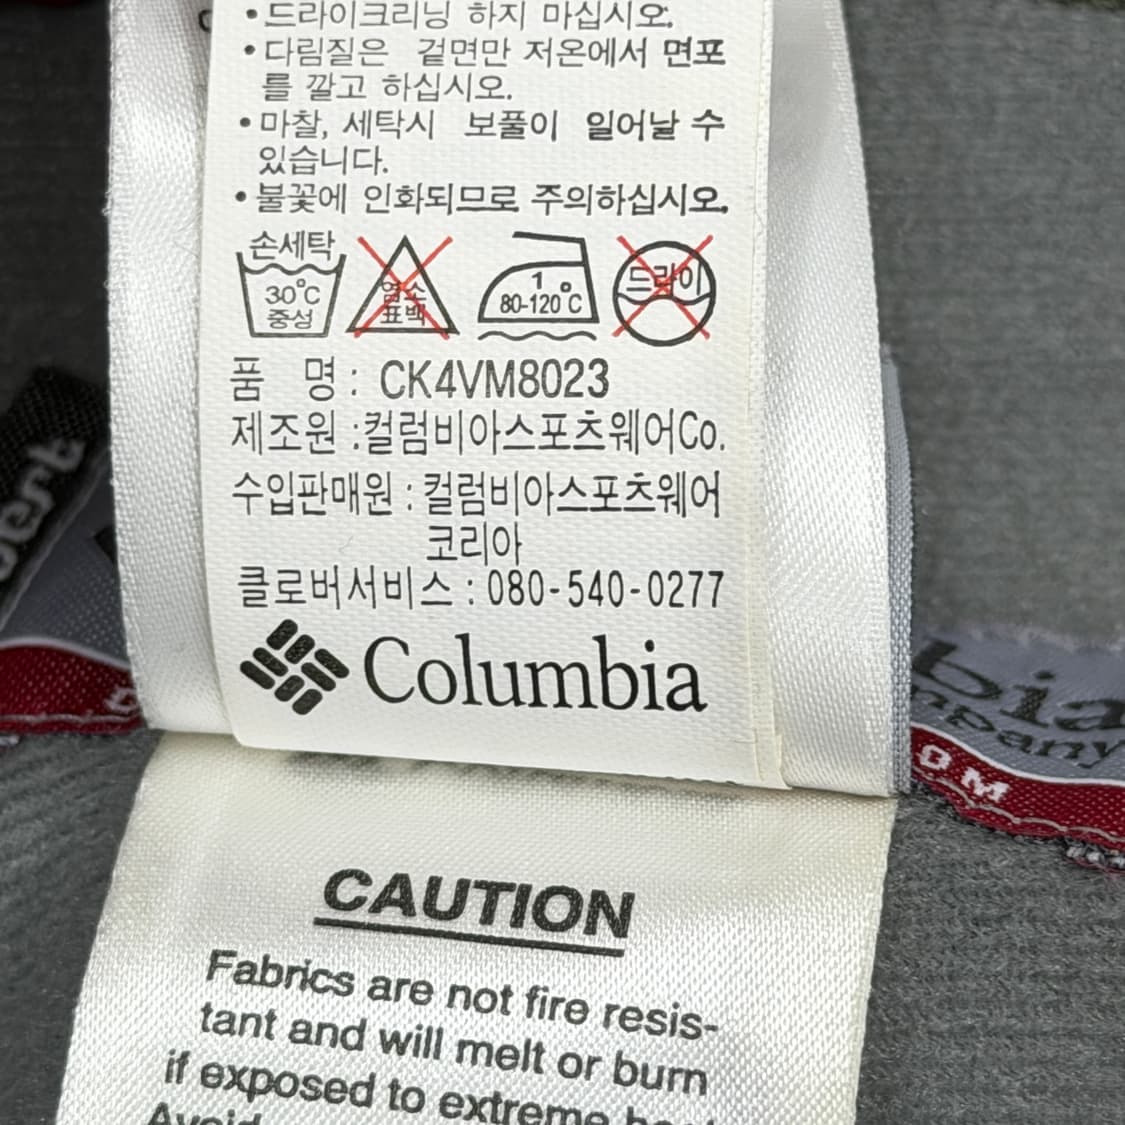 • 드라이크리닝 하지 마십시오.
• 다림질은 겉면만 저온에서 면포
를 깔고 하십시오.
• 마찰, 세탁시 보풀이 일어날 수
있습니다.
• 불꽃에 인화되므로 주의하십시오.
손세탁
30°C
중성
염소
표백
1
80-120°C
드라이
품 명 : CK4VM8023
제조원 :컬럼비아스포츠웨어Co.
수입판매원 : 컬럼비아스포츠웨어
코리아
클로버서비스 : 080-540-0277
Columbia
CAUTION
Fabrics are not fire resis-
tant and will melt or burn
if exposed to extreme
Avoid
bia
mpany
OM